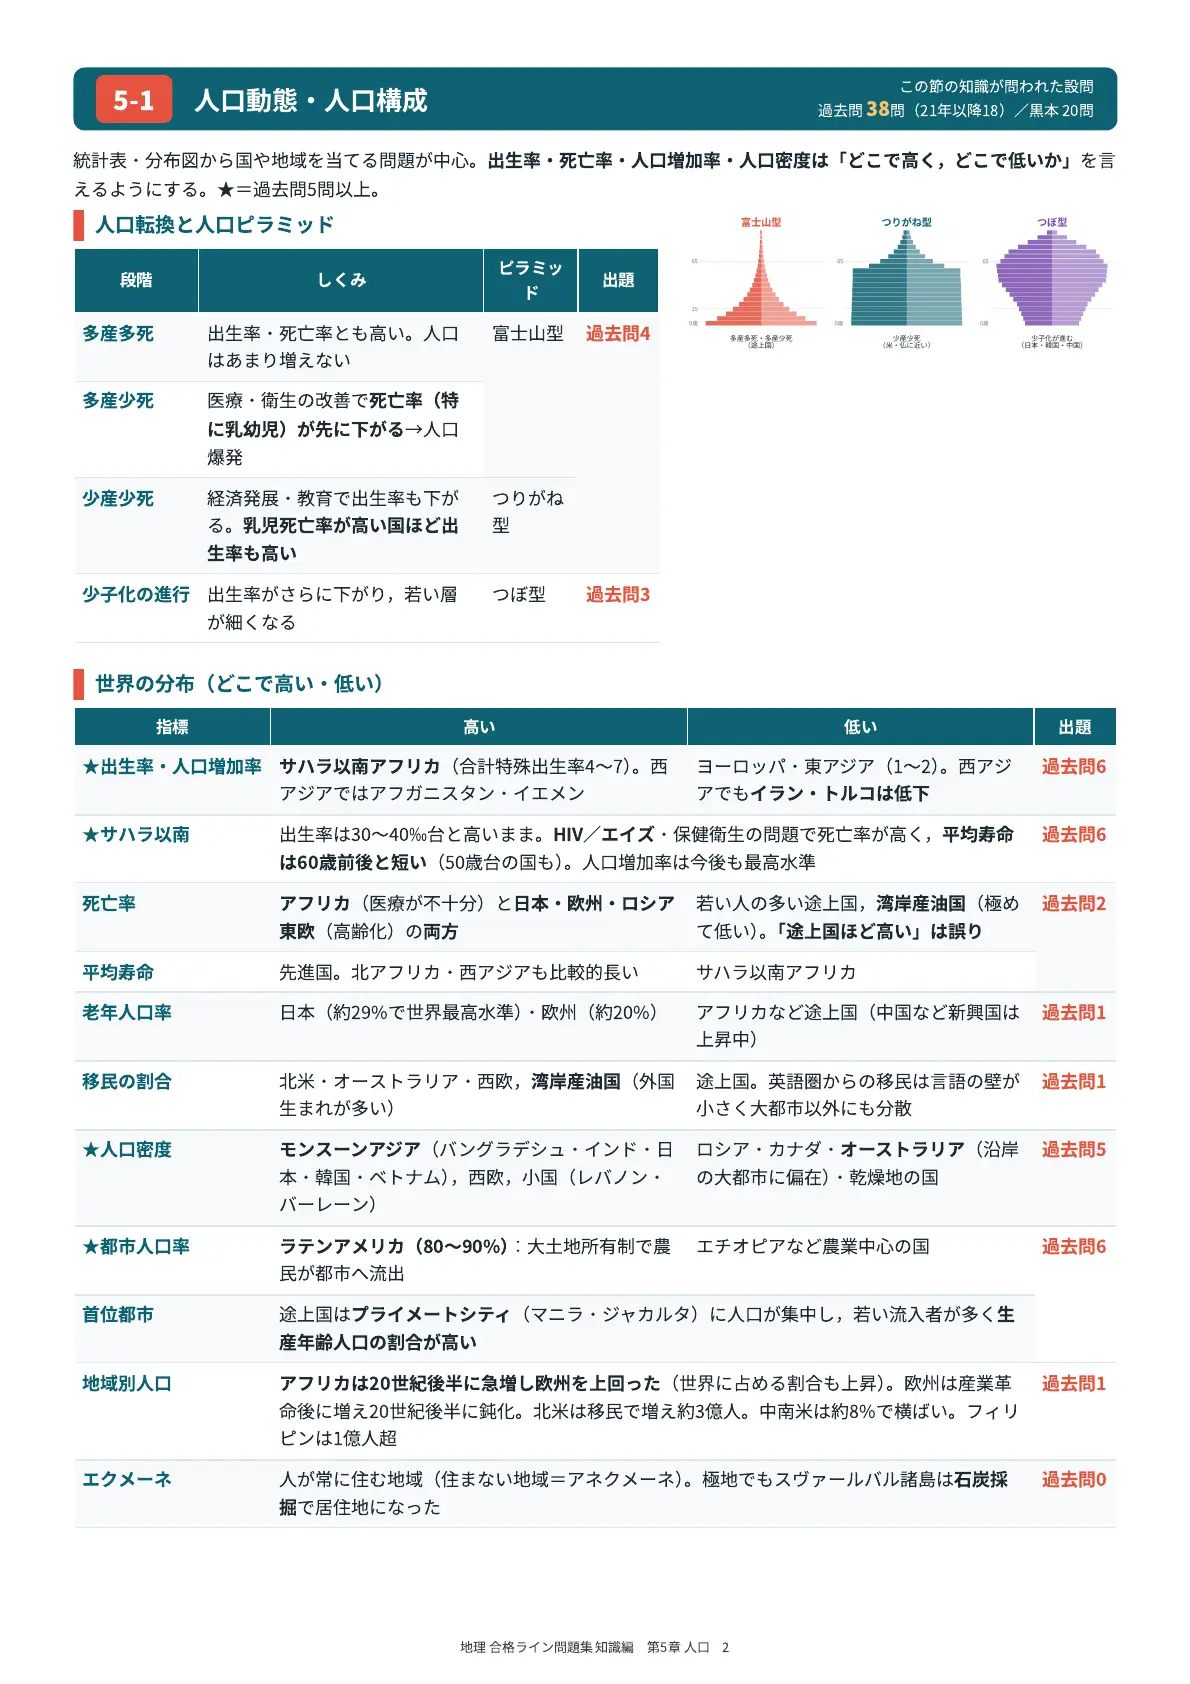 5-1 人口動態・人口構成
この節の知識が問われた設問
過去問 38問（21年以降18）／黒本 20問
統計表・分布図から国や地域を当てる問題が中心。出生率・死亡率・人口増加率・人口密度は「どこで高く，どこで低いか」を言
えるようにする。★＝過去問5問以上。
人口転換と人口ピラミッド
段階 しくみ ピラミッ
ド 出題
多産多死 出生率・死亡率とも高い。人口 富士山型 過去問4
はあまり増えない
多産少死 医療・衛生の改善で死亡率（特
に乳幼児）が先に下がる→人口
爆発
少産少死 経済発展・教育で出生率も下が つりがね
る。乳児死亡率が高い国ほど出 型
生率も高い
少子化の進行 出生率がさらに下がり，若い層 つぼ型 過去問3
が細くなる
富士山型
65
15
0歳
多産多死・多産少死
（途上国）
つりがね型
65
0歳
少産少死
（米・仏に近い）
つぼ型
65
0歳
少子化が進む
（日本・韓国・中国）
世界の分布（どこで高い・低い）
指標 高い 低い 出題
★出生率・人口増加率 サハラ以南アフリカ（合計特殊出生率4〜7）。西 ヨーロッパ・東アジア（1〜2）。西アジ 過去問6
アジアではアフガニスタン・イエメン アでもイラン・トルコは低下
★サハラ以南 出生率は30〜40‰台と高いまま。HIV／エイズ・保健衛生の問題で死亡率が高く，平均寿命 過去問6
は60歳前後と短い（50歳台の国も）。人口増加率は今後も最高水準
死亡率 アフリカ（医療が不十分）と日本・欧州・ロシア 若い人の多い途上国，湾岸産油国（極め 過去問2
東欧（高齢化）の両方 て低い）。「途上国ほど高い」は誤り
平均寿命 先進国。北アフリカ・西アジアも比較的長い サハラ以南アフリカ
老年人口率 日本（約29%で世界最高水準）・欧州（約20%） アフリカなど途上国（中国など新興国は 過去問1
上昇中）
移民の割合 北米・オーストラリア・西欧，湾岸産油国（外国 途上国。英語圏からの移民は言語の壁が 過去問1
生まれが多い） 小さく大都市以外にも分散
★人口密度 モンスーンアジア（バングラデシュ・インド・日 ロシア・カナダ・オーストラリア（沿岸 過去問5
本・韓国・ベトナム），西欧，小国（レバノン・ の大都市に偏在）・乾燥地の国
バーレーン）
★都市人口率 ラテンアメリカ（80〜90%）：大土地所有制で農 エチオピアなど農業中心の国 過去問6
民が都市へ流出
首位都市 途上国はプライメートシティ（マニラ・ジャカルタ）に人口が集中し，若い流入者が多く生
産年齢人口の割合が高い
地域別人口 アフリカは20世紀後半に急増し欧州を上回った（世界に占める割合も上昇）。欧州は産業革 過去問1
命後に増え20世紀後半に鈍化。北米は移民で増え約3億人。中南米は約8%で横ばい。フィリ
ピンは1億人超
エクメーネ 人が常に住む地域（住まない地域＝アネクメーネ）。極地でもスヴァールバル諸島は石炭採 過去問0
掘で居住地になった
地理 合格ライン問題集 知識編 第5章 人口 2